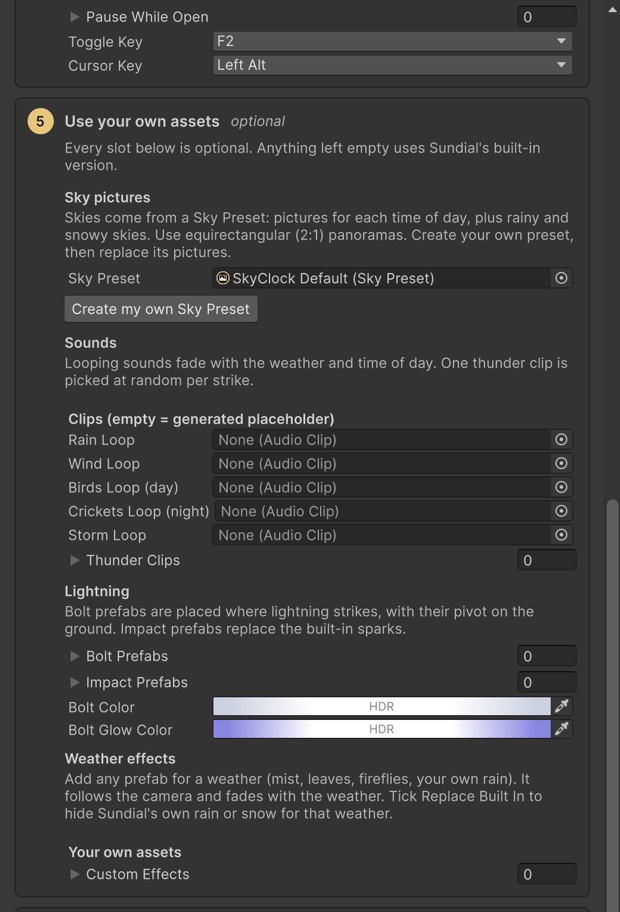 Pause While Open 0
Toggle Key F2
Cursor Key Left Alt
5 Use your own assets optional
Every slot below is optional. Anything left empty uses Sundial's built-in
version.
Sky pictures
Skies come from a Sky Preset: pictures for each time of day, plus rainy and
snowy skies. Use equirectangular (2:1) panoramas. Create your own preset,
then replace its pictures.
Sky Preset SkyClock Default (Sky Preset)
Create my own Sky Preset
Sounds
Looping sounds fade with the weather and time of day. One thunder clip is
picked at random per strike.
Clips (empty = generated placeholder)
Rain Loop None (Audio Clip)
Wind Loop None (Audio Clip)
Birds Loop (day) None (Audio Clip)
Crickets Loop (night) None (Audio Clip)
Storm Loop None (Audio Clip)
Thunder Clips 0
Lightning
Bolt prefabs are placed where lightning strikes, with their pivot on the
ground. Impact prefabs replace the built-in sparks.
Bolt Prefabs 0
Impact Prefabs 0
Bolt Color HDR
Bolt Glow Color HDR
Weather effects
Add any prefab for a weather (mist, leaves, fireflies, your own rain). It
follows the camera and fades with the weather. Tick Replace Built In to
hide Sundial's own rain or snow for that weather.
Your own assets
Custom Effects 0